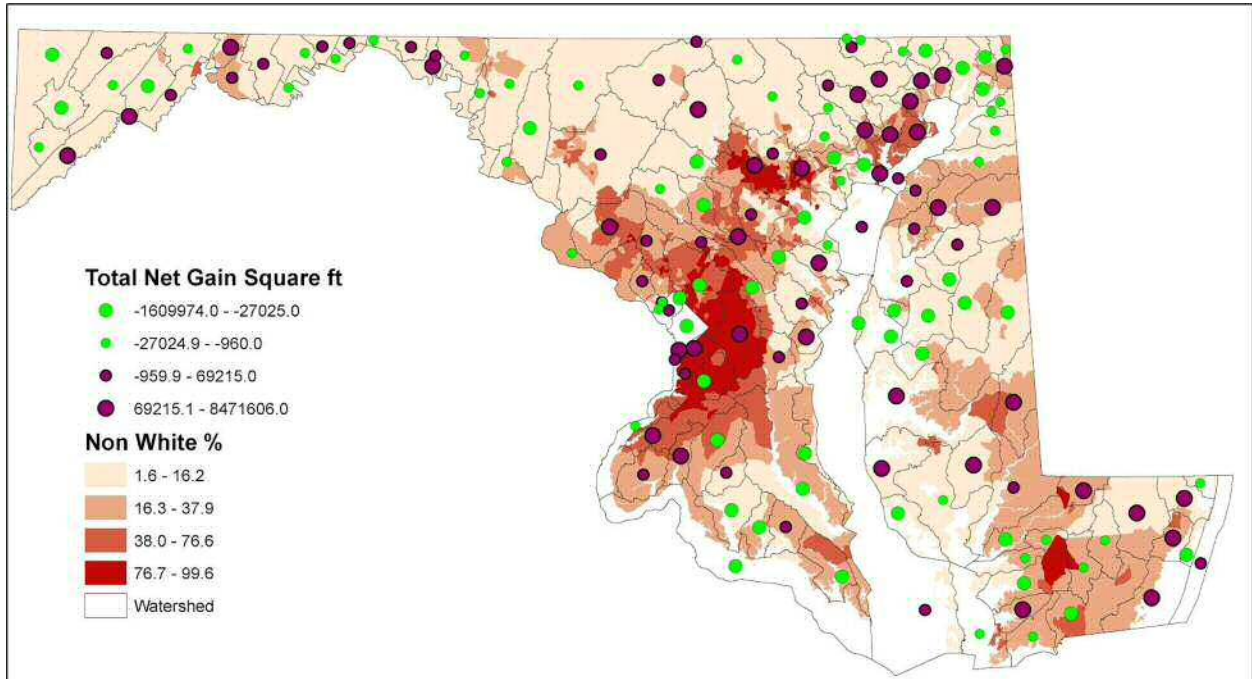 Total Net Gain Square ft
-1609974.0 - -27025.0
-27024.9 - -960.0
-959.9 - 69215.0
69215.1 - 8471606.0
Non White %
1.6 - 16.2
16.3 - 37.9
38.0 - 76.6
76.7 - 99.6
Watershed